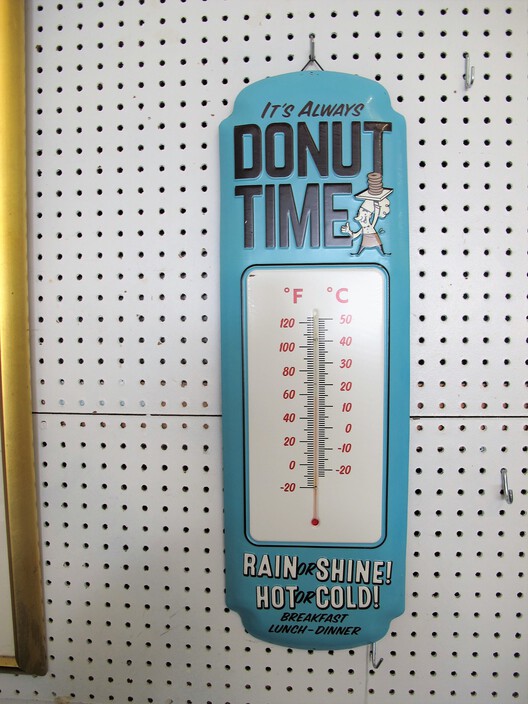 IT'S ALWAYS
DONUT
TIME
°F °C
120 50
100 40
80 30
60 20
40 10
20 0
0 -10
-20 -20
RAIN OR SHINE!
HOT OR COLD!
BREAKFAST
LUNCH-DINNER